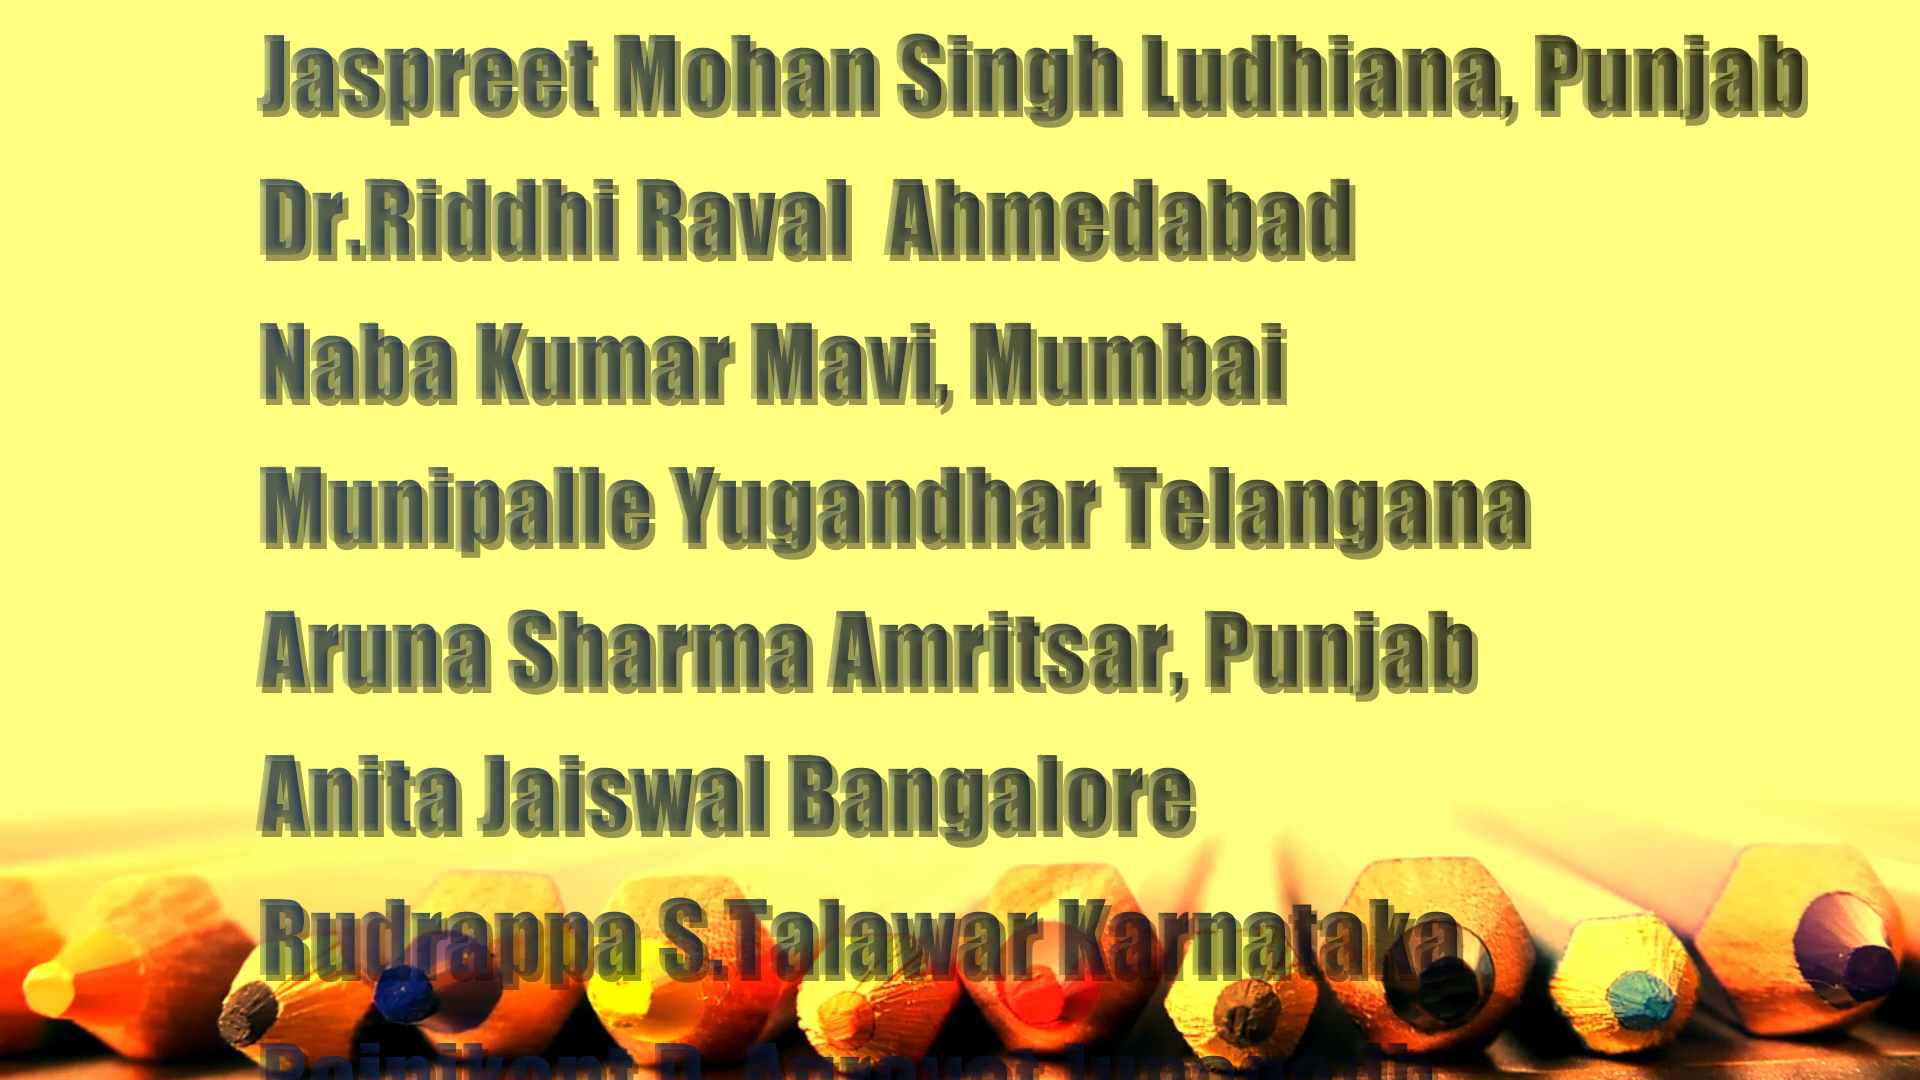 Jaspreet Mohan Singh Ludhiana, Punjab
Dr.Riddhi Raval  Ahmedabad
Naba Kumar Mavi, Mumbai
Munipalle Yugandhar Telangana
Aruna Sharma Amritsar, Punjab
Anita Jaiswal Bangalore
Rudrappa S.Talawar Karnataka